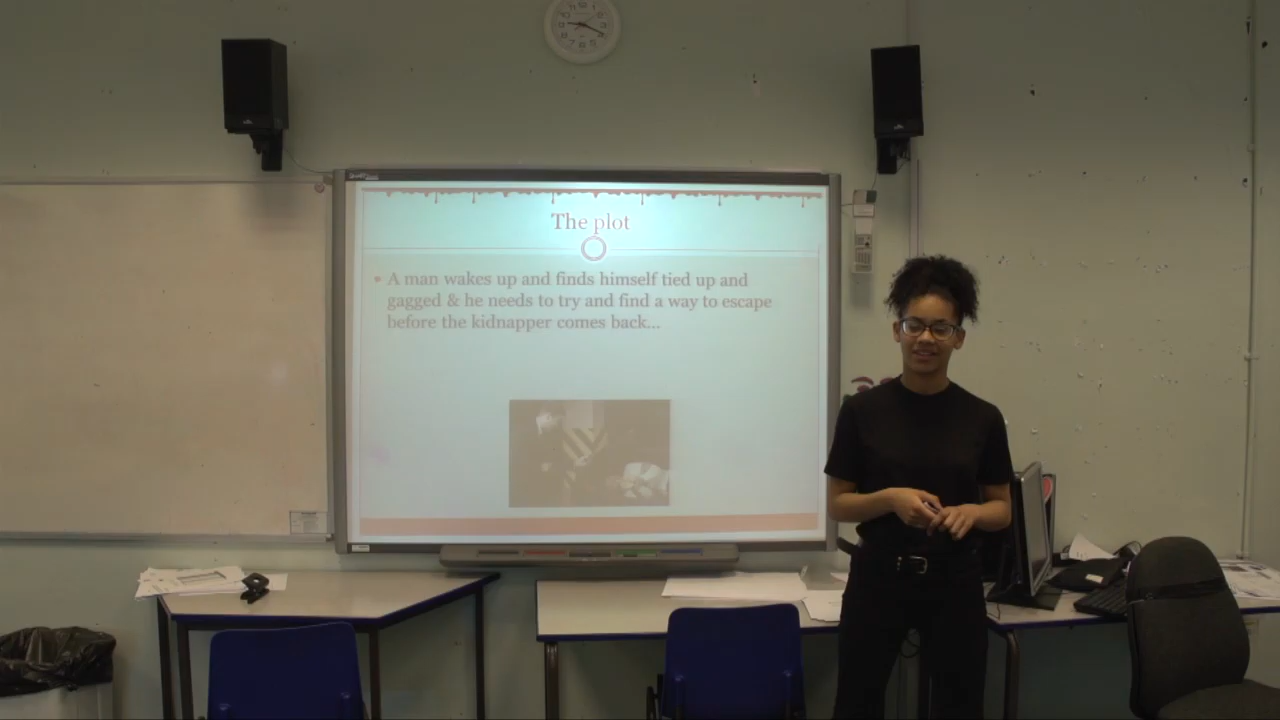 The plot
A man wakes up and finds himself tied up and
gagged & he needs to try and find a way to escape
before the kidnapper comes back...